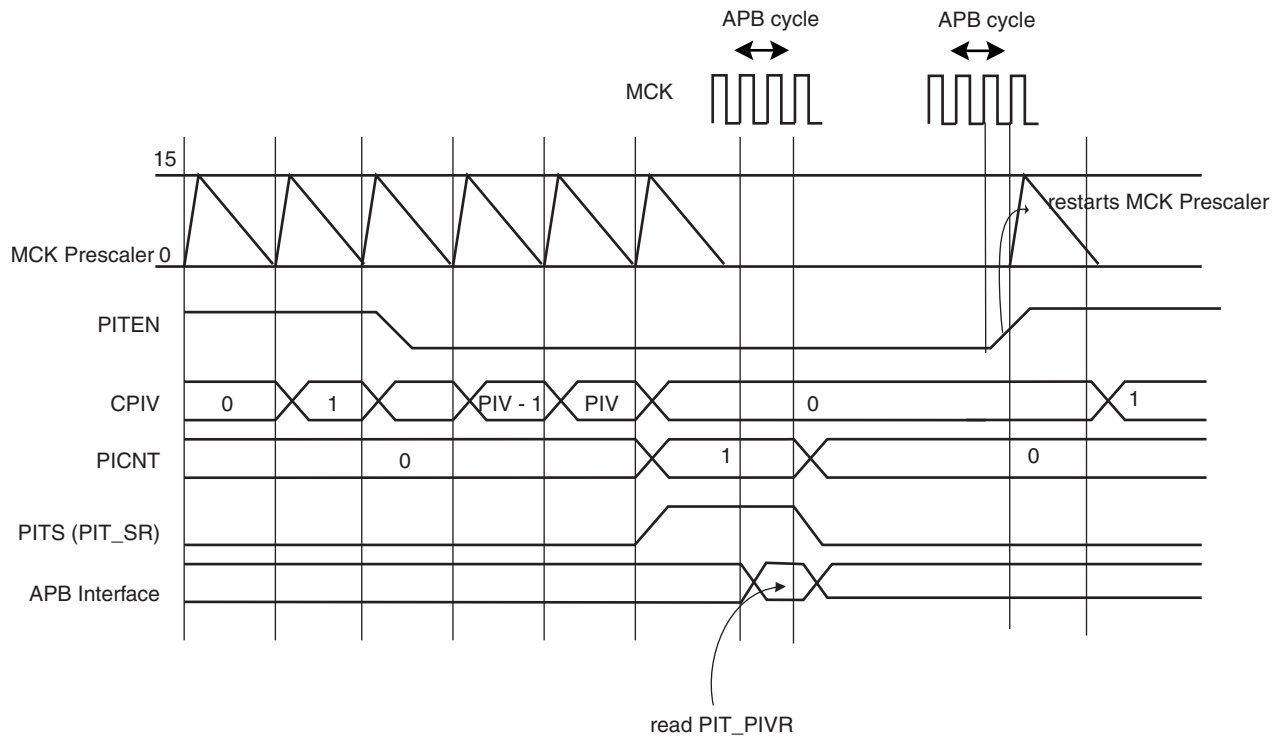 APB cycle
APB cycle
MCK
15
restarts MCK Prescaler
MCK Prescaler 0
PITEN
CPIV
0
1
PIV - 1
PIV
0
1
PICNT
0
1
0
PITS (PIT_SR)
APB Interface
read PIT_PIVR